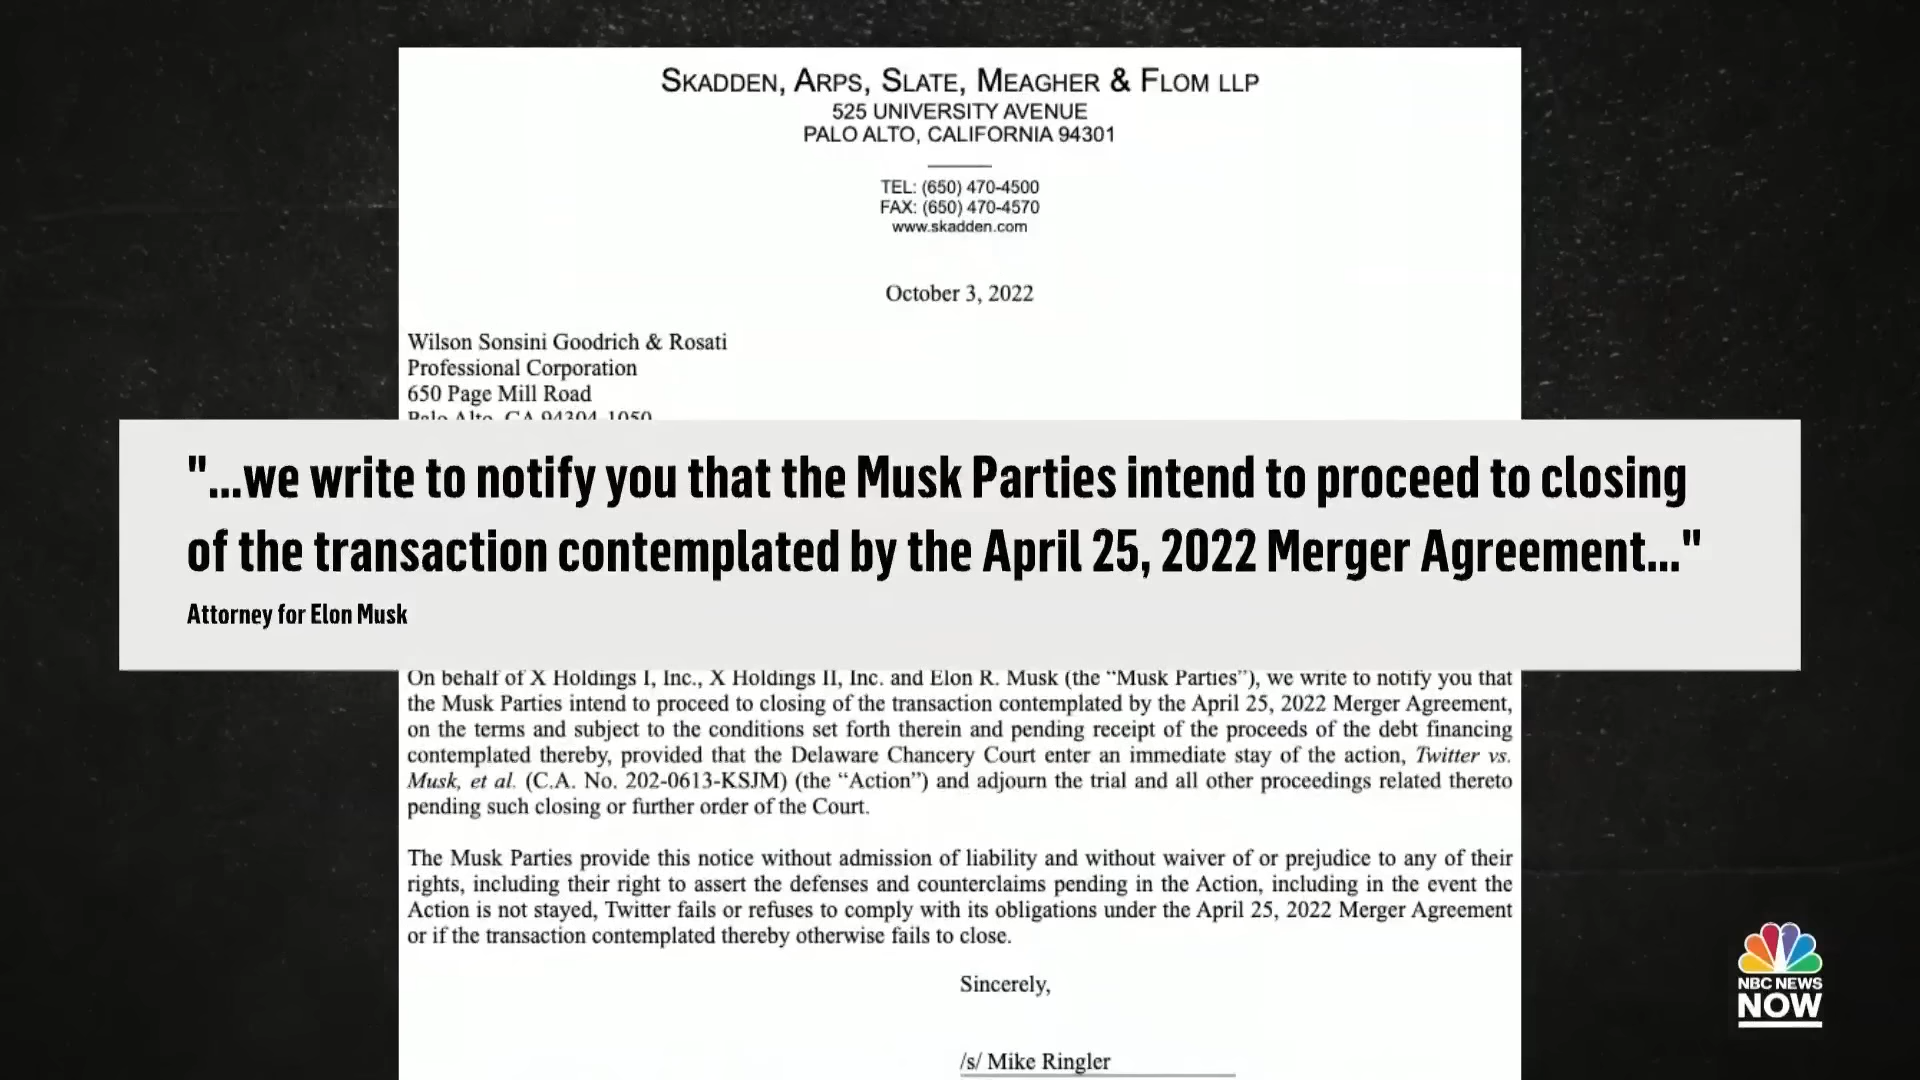 SKADDEN, ARPS, SLATE, MEAGHER & FLOM LLP
525 UNIVERSITY AVENUE
PALO ALTO, CALIFORNIA 94301
TEL: (650) 470-4500
FAX: (650) 470-4570
www.skadden.com
October 3, 2022
Wilson Sonsini Goodrich & Rosati
Professional Corporation
650 Page Mill Road
Palo Alto, CA 94304-1050
"...we write to notify you that the Musk Parties intend to proceed to closing
of the transaction contemplated by the April 25, 2022 Merger Agreement..."
Attorney for Elon Musk
On behalf of X Holdings I, Inc., X Holdings II, Inc. and Elon R. Musk (the “Musk Parties”), we write to notify you that
the Musk Parties intend to proceed to closing of the transaction contemplated by the April 25, 2022 Merger Agreement,
on the terms and subject to the conditions set forth therein and pending receipt of the proceeds of the debt financing
contemplated thereby, provided that the Delaware Chancery Court enter an immediate stay of the action, Twitter vs.
Musk, et al. (C.A. No. 202-0613-KSJM) (the “Action”) and adjourn the trial and all other proceedings related thereto
pending such closing or further order of the Court.
The Musk Parties provide this notice without admission of liability and without waiver of or prejudice to any of their
rights, including their right to assert the defenses and counterclaims pending in the Action, including in the event the
Action is not stayed, Twitter fails or refuses to comply with its obligations under the April 25, 2022 Merger Agreement
or if the transaction contemplated thereby otherwise fails to close.
Sincerely,
/s/ Mike Ringler
NBC NEWS
NOW